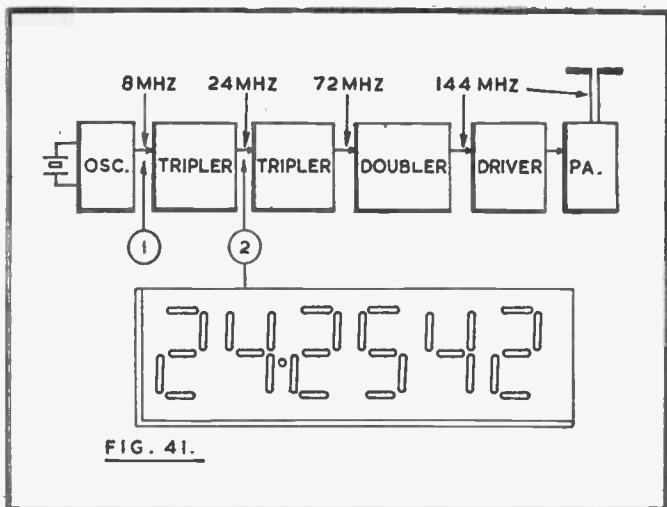 8MHZ 24MHZ 72MHZ 144 MHZ
OSC. TRIPLER TRIPLER DOUBLER DRIVER PA.
1 2
24.2542
FIG. 41.